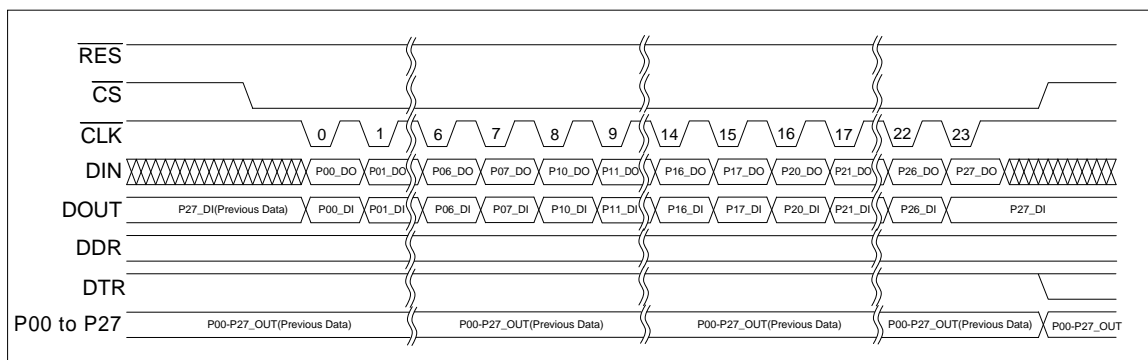 RES
CS
CLK 0 1 6 7 8 9 14 15 16 17 22 23
DIN P00_DO P01_DO P06_DO P07_DO P10_DO P11_DO P16_DO P17_DO P20_DO P21_DO P26_DO P27_DO
DOUT P27_DI(Previous Data) P00_DI P01_DI P06_DI P07_DI P10_DI P11_DI P16_DI P17_DI P20_DI P21_DI P26_DI P27_DI
DDR
DTR
P00 to P27 P00-P27_OUT(Previous Data) P00-P27_OUT(Previous Data) P00-P27_OUT(Previous Data) P00-P27_OUT(Previous Data) P00-P27_OUT